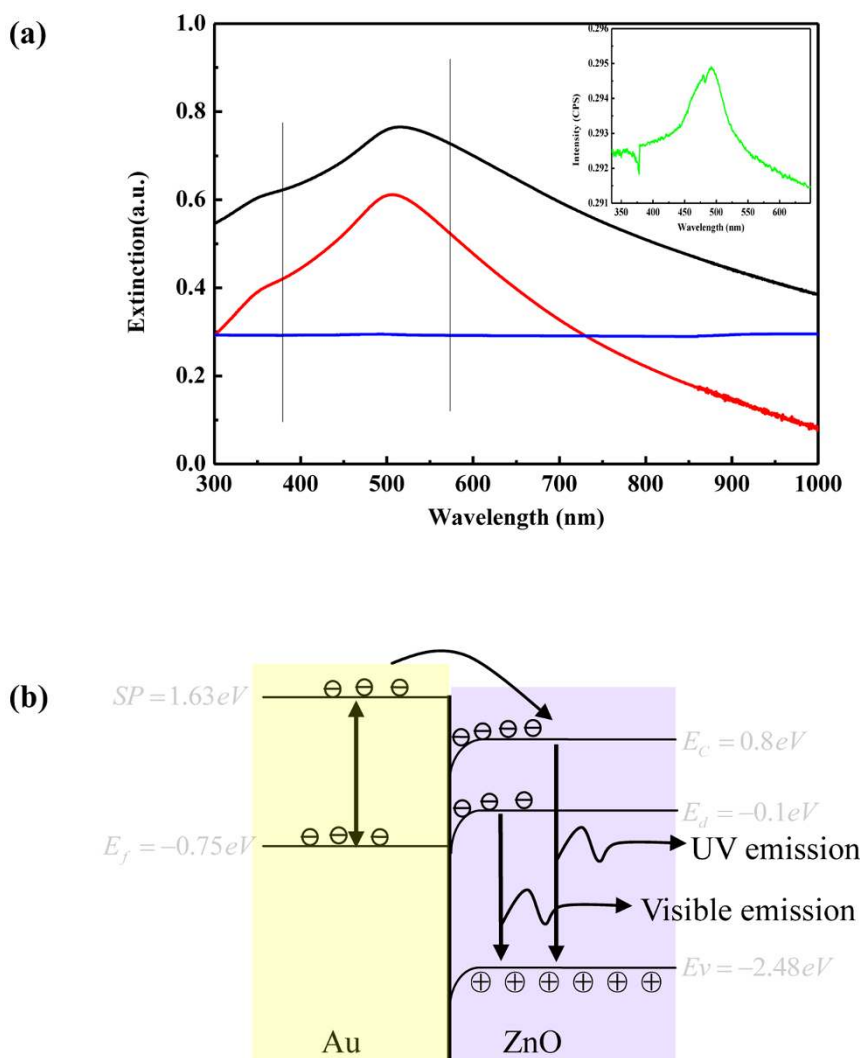 (a)
1.0
0.8
0.6
0.4
0.2
0.0
Extinction(a.u.)
300 400 500 600 700 800 900 1000
Wavelength (nm)
0.296
0.295
0.294
0.293
0.292
0.291
Intensity (CPS)
350 400 450 500 550 600
Wavelength (nm)
(b)
SP = 1.63eV
E_f = −0.75eV
E_C = 0.8eV
E_d = −0.1eV
UV emission
Visible emission
Ev = −2.48eV
Au
ZnO